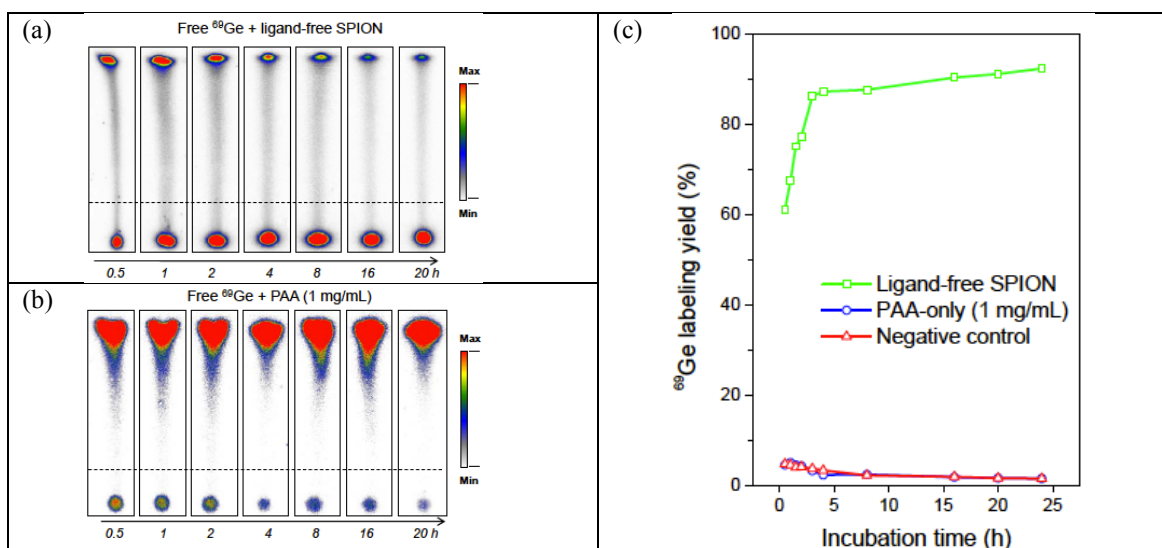 (a)
Free ⁶⁹Ge + ligand-free SPION
Max
Min
0.5 1 2 4 8 16 20 h
(b)
Free ⁶⁹Ge + PAA (1 mg/mL)
Max
Min
0.5 1 2 4 8 16 20 h
(c)
⁶⁹Ge labeling yield (%)
100
80
60
40
20
0
Ligand-free SPION
PAA-only (1 mg/mL)
Negative control
0 5 10 15 20 25
Incubation time (h)